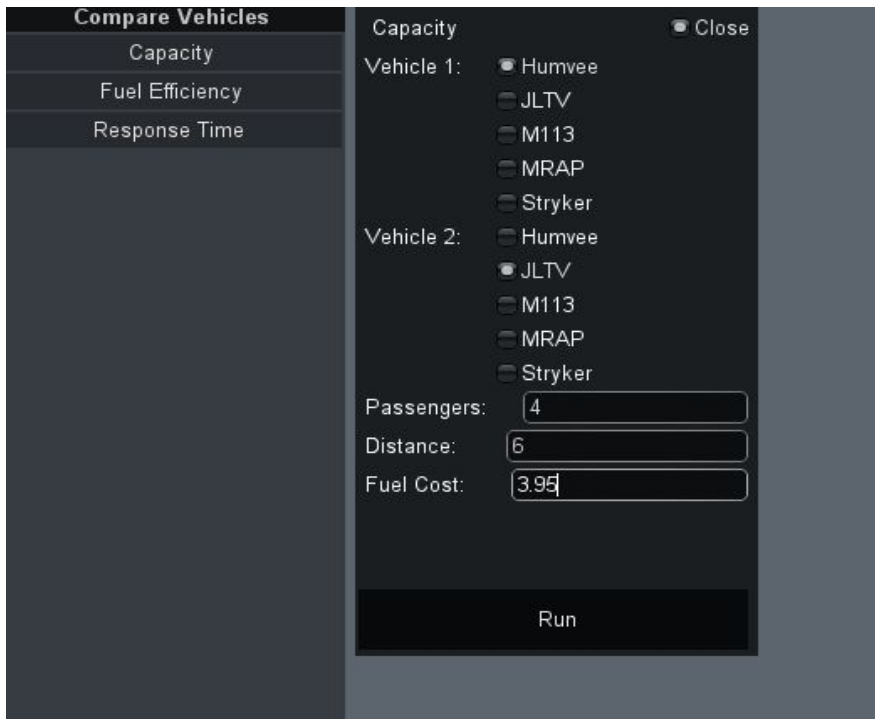 Compare Vehicles
Capacity
Fuel Efficiency
Response Time
Capacity Close
Vehicle 1: Humvee
JLTV
M113
MRAP
Stryker
Vehicle 2: Humvee
JLTV
M113
MRAP
Stryker
Passengers: 4
Distance: 6
Fuel Cost: 3.95
Run